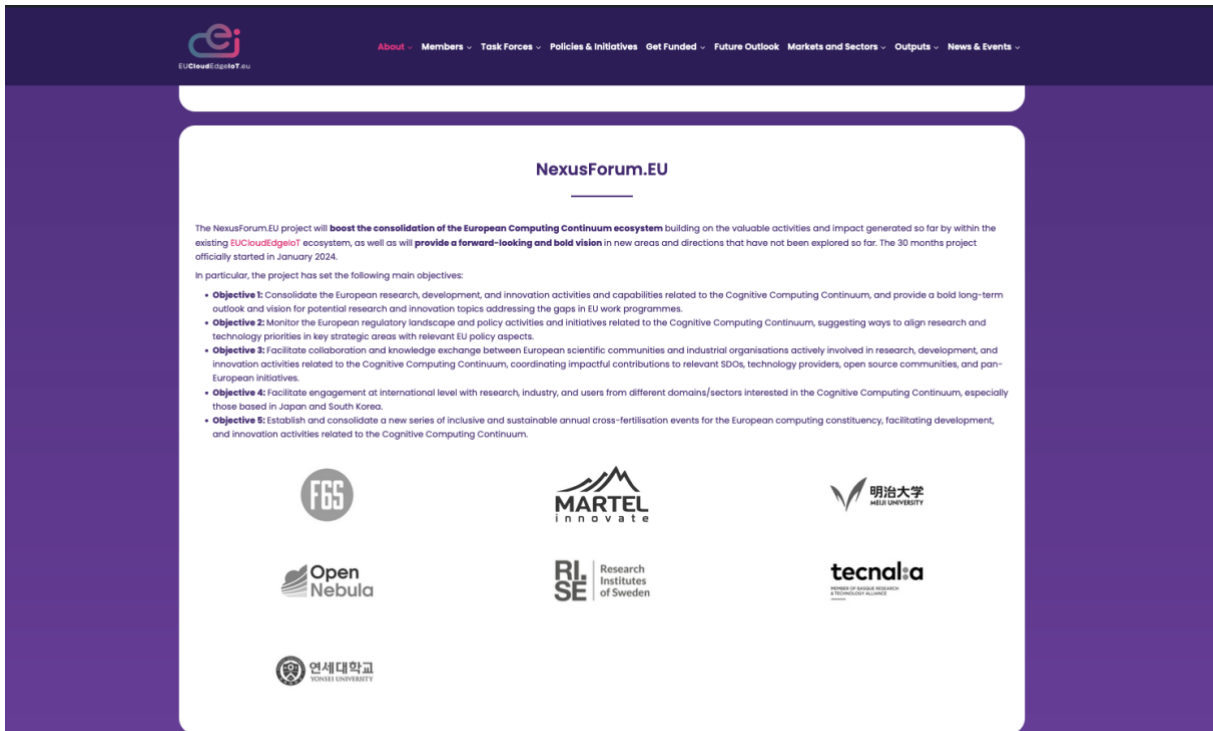 EUCloudEdgeIoT.eu
About Members Task Forces Policies & Initiatives Get Funded Future Outlook Markets and Sectors Outputs News & Events
NexusForum.EU
The NexusForum.EU project will boost the consolidation of the European Computing Continuum ecosystem building on the valuable activities and impact generated so far by within the
existing EUCloudEdgeIoT ecosystem, as well as will provide a forward-looking and bold vision in new areas and directions that have not been explored so far. The 30 months project
officially started in January 2024.
In particular, the project has set the following main objectives:
• Objective 1: Consolidate the European research, development, and innovation activities and capabilities related to the Cognitive Computing Continuum, and provide a bold long-term
outlook and vision for potential research and innovation topics addressing the gaps in EU work programmes.
• Objective 2: Monitor the European regulatory landscape and policy activities and initiatives related to the Cognitive Computing Continuum, suggesting ways to align research and
technology priorities in key strategic areas with relevant EU policy aspects.
• Objective 3: Facilitate collaboration and knowledge exchange between European scientific communities and industrial organisations actively involved in research, development, and
innovation activities related to the Cognitive Computing Continuum, coordinating impactful contributions to relevant SDOs, technology providers, open source communities, and pan-
European initiatives.
• Objective 4: Facilitate engagement at international level with research, industry, and users from different domains/sectors interested in the Cognitive Computing Continuum, especially
those based in Japan and South Korea.
• Objective 5: Establish and consolidate a new series of inclusive and sustainable annual cross-fertilisation events for the European computing constituency, facilitating development,
and innovation activities related to the Cognitive Computing Continuum.
F6S
MARTEL
innovate
明治大学
MEIJI UNIVERSITY
Open
Nebula
RI.
SE
Research
Institutes
of Sweden
tecnal:a
MEMBER OF BASQUE RESEARCH
& TECHNOLOGY ALLIANCE
연세대학교
YONSEI UNIVERSITY